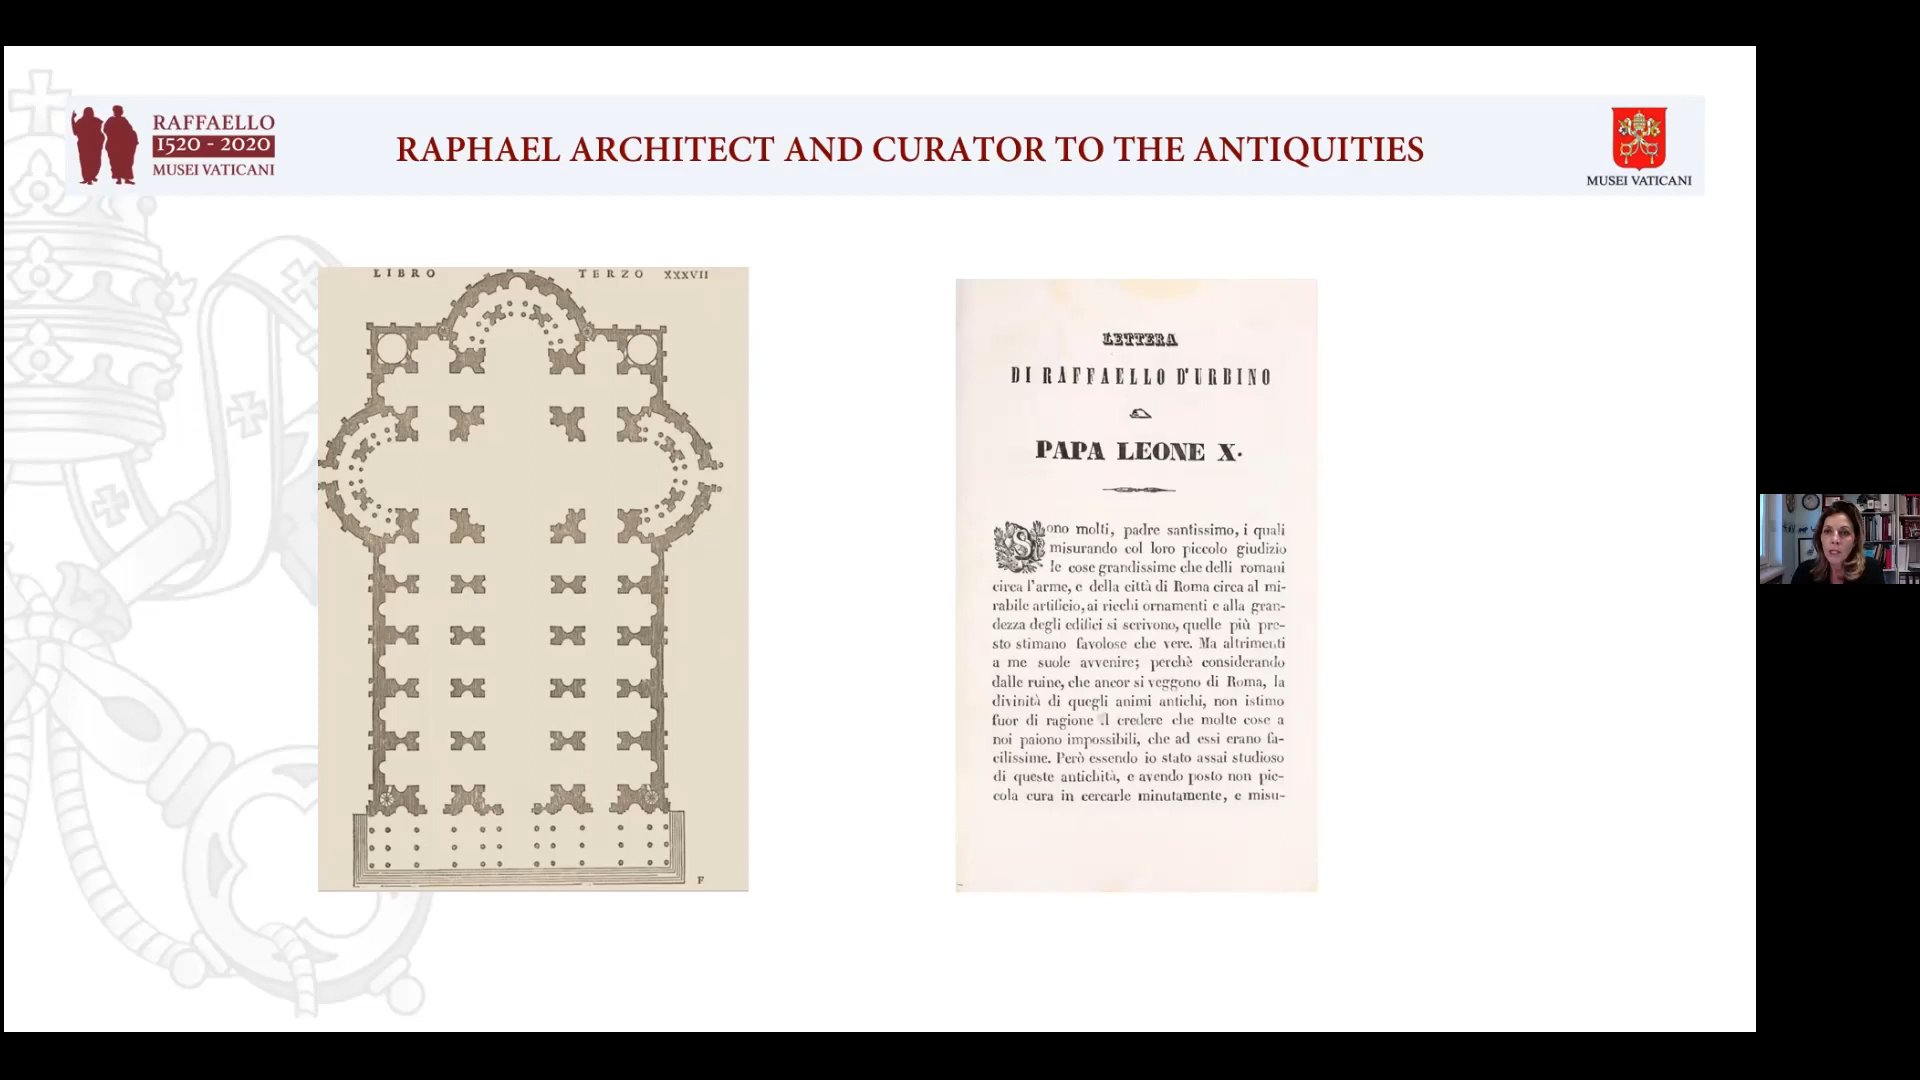 RAFFAELLO
1520 - 2020
MUSEI VATICANI
RAPHAEL ARCHITECT AND CURATOR TO THE ANTIQUITIES
MUSEI VATICANI
LIBRO TERZO XXXVII
F
LETTERA
DI RAFFAELLO D'URBINO
A
PAPA LEONE X.
Sono molti, padre santissimo, i quali
misurando col loro piccolo giudizio
le cose grandissime che delli romani
circa l'arme, e della città di Roma circa al mi-
rabile artificio, ai ricchi ornamenti e alla gran-
dezza degli edifici si scrivono, quelle più pre-
sto stimano favolose che vere. Ma altrimenti
a me suole avvenire; perchè considerando
dalle ruine, che ancor si veggono di Roma, la
divinità di quegli animi antichi, non istimo
fuor di ragione il credere che molte cose a
noi paiono impossibili, che ad essi erano fa-
cilissime. Però essendo io stato assai studioso
di queste antichità, e avendo posto non pic-
cola cura in cercarle minutamente, e misu-